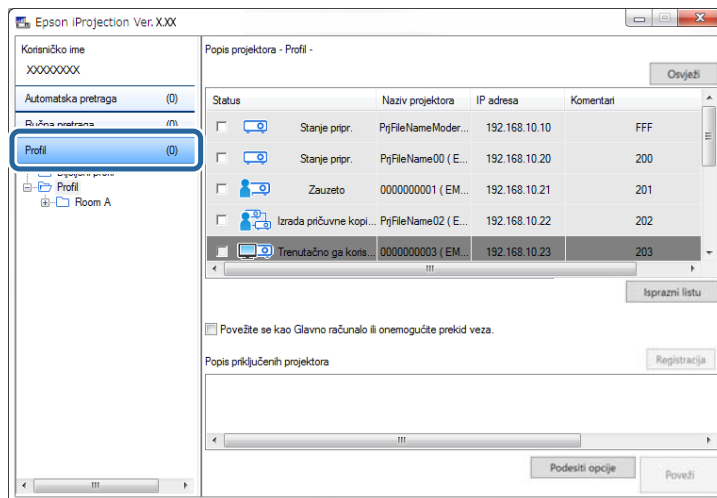 Epson iProjection Ver. X.XX
Korisničko ime
XXXXXXXX
Automatska pretraga (0)
Ručna pretraga (0)
Profil (0)
Dijeljeni profil
Profil
Room A
Popis projektora - Profil -
Osvježi
Status Naziv projektora IP adresa Komentari
Stanje pripr. PrjFileNameModer... 192.168.10.10 FFF
Stanje pripr. PrjFileName00 ( E... 192.168.10.20 200
Zauzeto 0000000001 ( EM... 192.168.10.21 201
Izrada pričuvne kopi... PrjFileName02 ( E... 192.168.10.22 202
Trenutačno ga koris... 0000000003 ( EM... 192.168.10.23 203
Isprazni listu
Povežite se kao Glavno računalo ili onemogućite prekid veza.
Popis priključenih projektora
Registracija
Podesiti opcije
Poveži